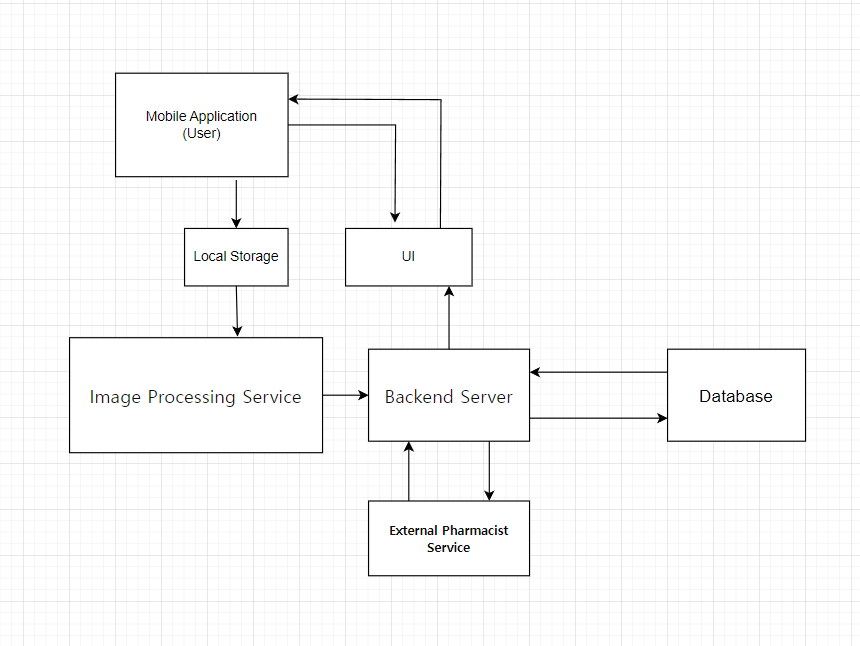 Mobile Application
(User)
Local Storage
UI
Image Processing Service
Backend Server
Database
External Pharmacist
Service